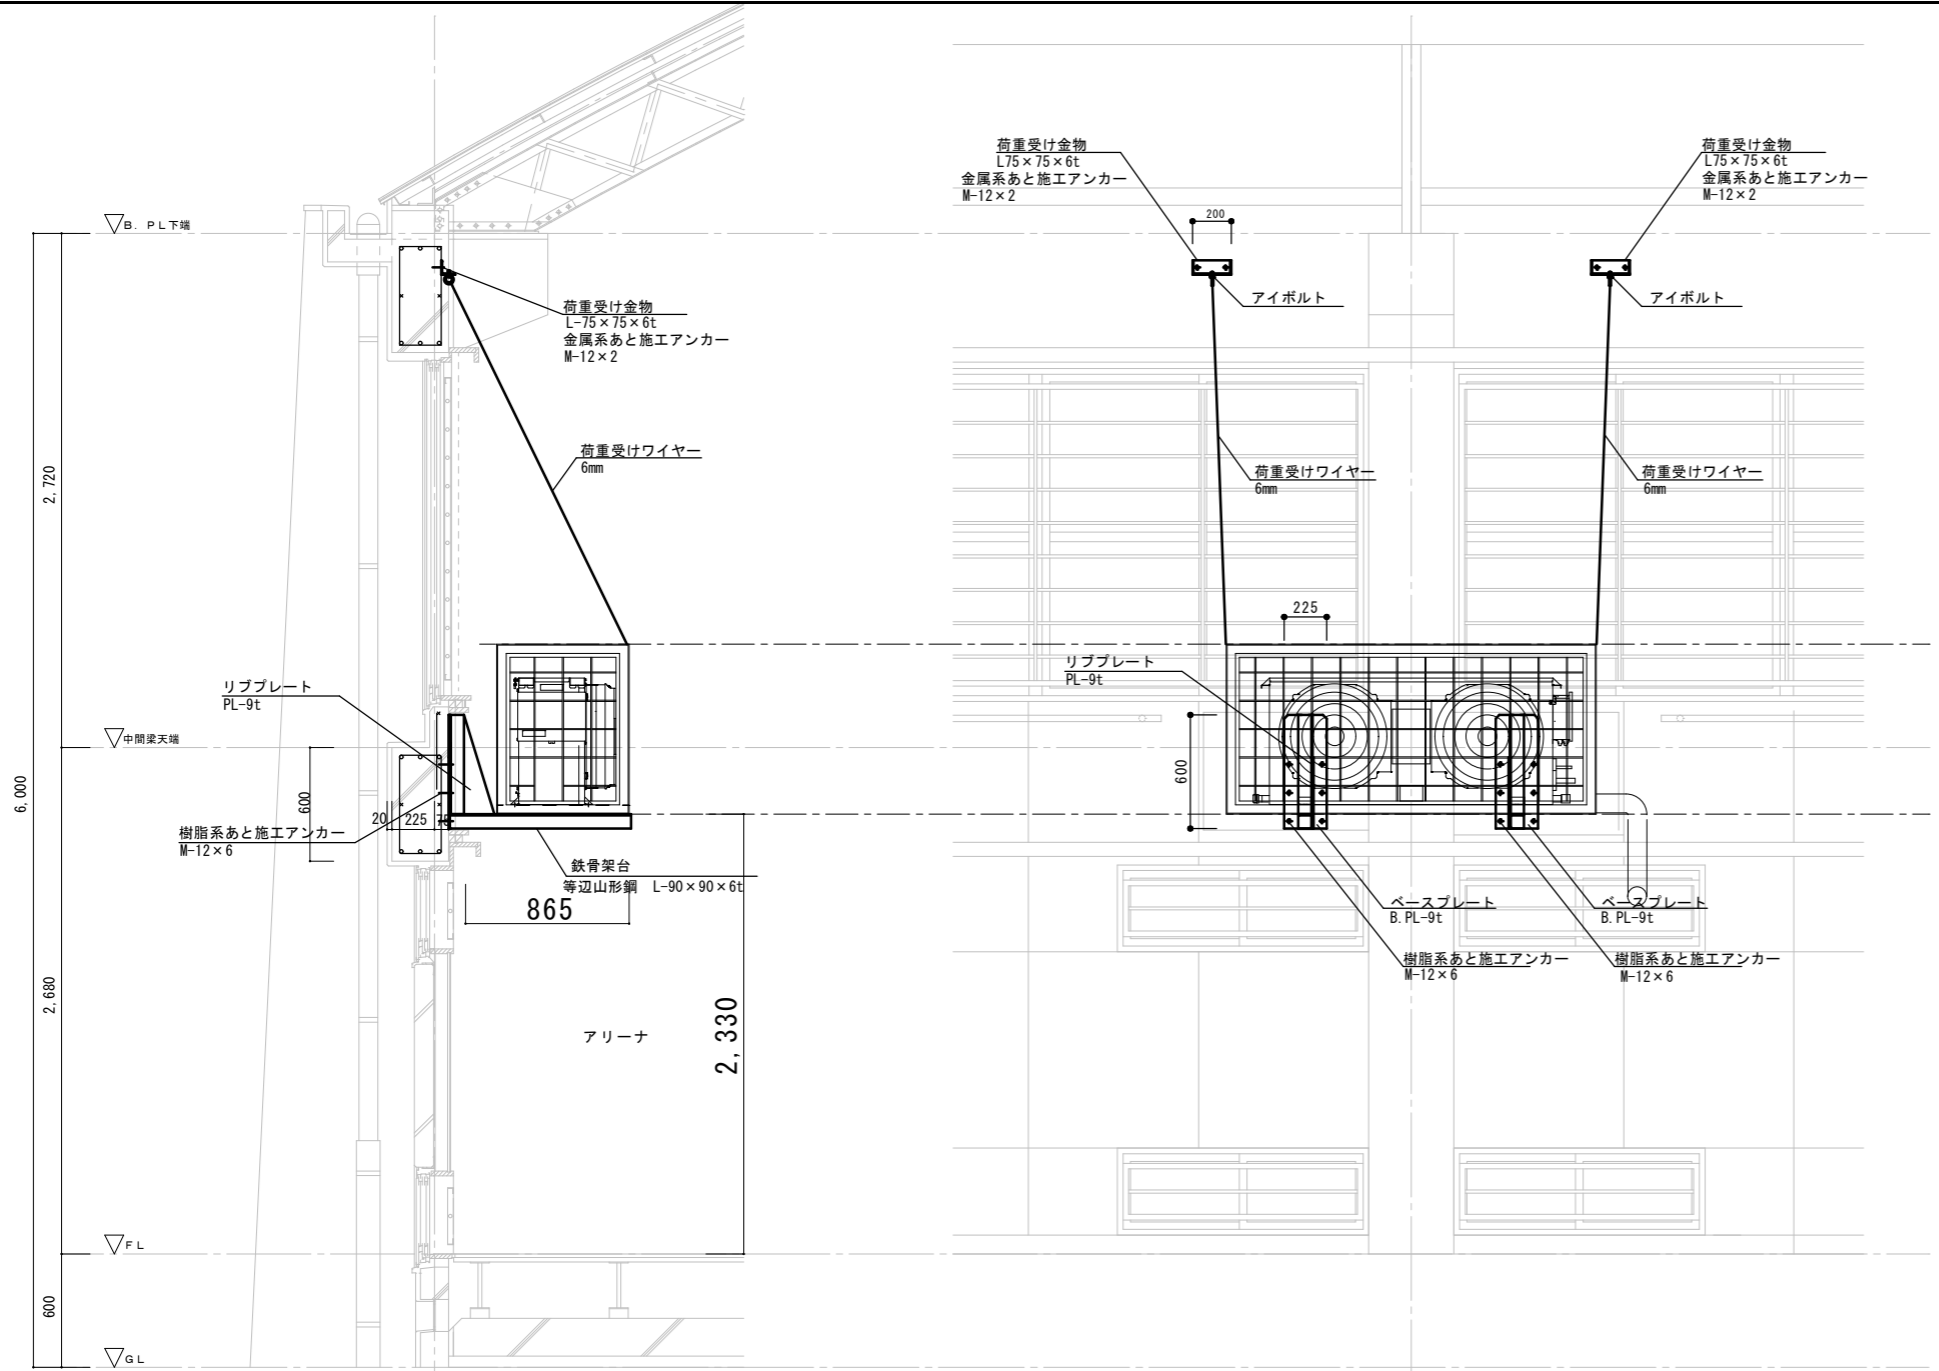 B. PL下端
荷重受け金物
L-75×75×6t
金属系あと施工アンカー
M-12×2
荷重受けワイヤー
6mm
2,720
リブプレート
PL-9t
中間梁天端
6,000
600
20
225
75
樹脂系あと施工アンカー
M-12×6
鉄骨架台
等辺山形鋼 L-90×90×6t
865
2,680
2,330
アリーナ
FL
600
GL
荷重受け金物
L75×75×6t
金属系あと施工アンカー
M-12×2
200
アイボルト
荷重受け金物
L75×75×6t
金属系あと施工アンカー
M-12×2
アイボルト
荷重受けワイヤー
6mm
荷重受けワイヤー
6mm
225
リブプレート
PL-9t
600
ベースプレート
B.PL-9t
ベースプレート
B.PL-9t
樹脂系あと施工アンカー
M-12×6
樹脂系あと施工アンカー
M-12×6